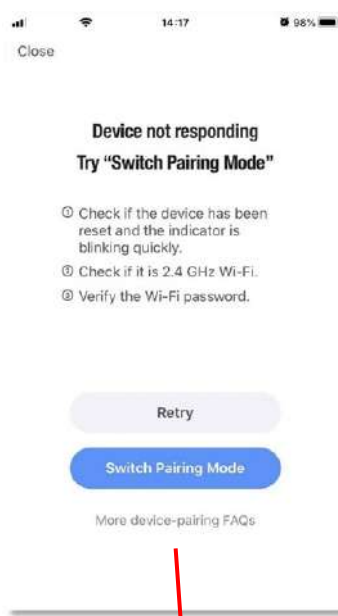 14:17
98%
Close
Device not responding
Try “Switch Pairing Mode”
① Check if the device has been
reset and the indicator is
blinking quickly.
② Check if it is 2.4 GHz Wi-Fi.
③ Verify the Wi-Fi password.
Retry
Switch Pairing Mode
More device-pairing FAQs